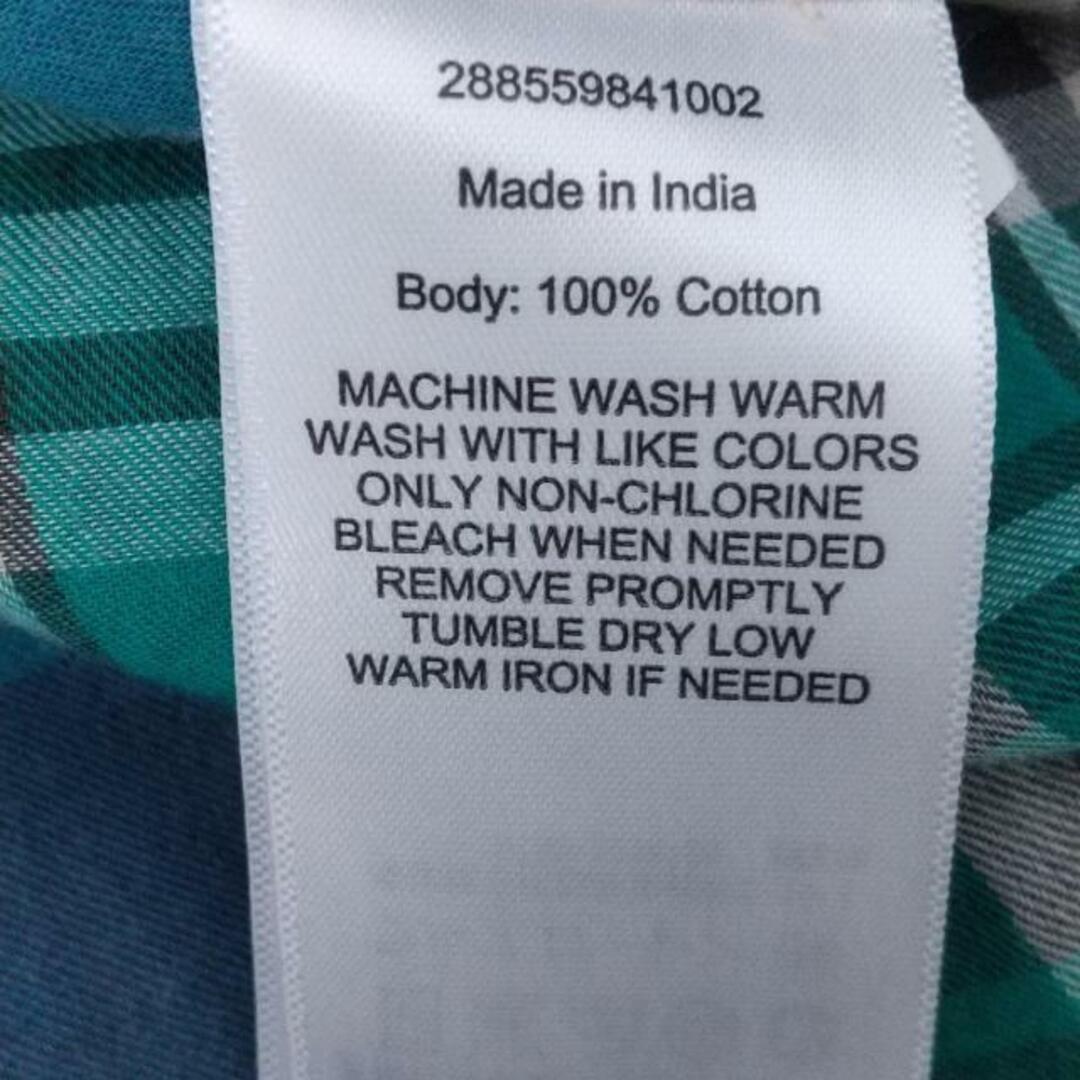 288559841002
Made in India
Body: 100% Cotton
MACHINE WASH WARM
WASH WITH LIKE COLORS
ONLY NON-CHLORINE
BLEACH WHEN NEEDED
REMOVE PROMPTLY
TUMBLE DRY LOW
WARM IRON IF NEEDED